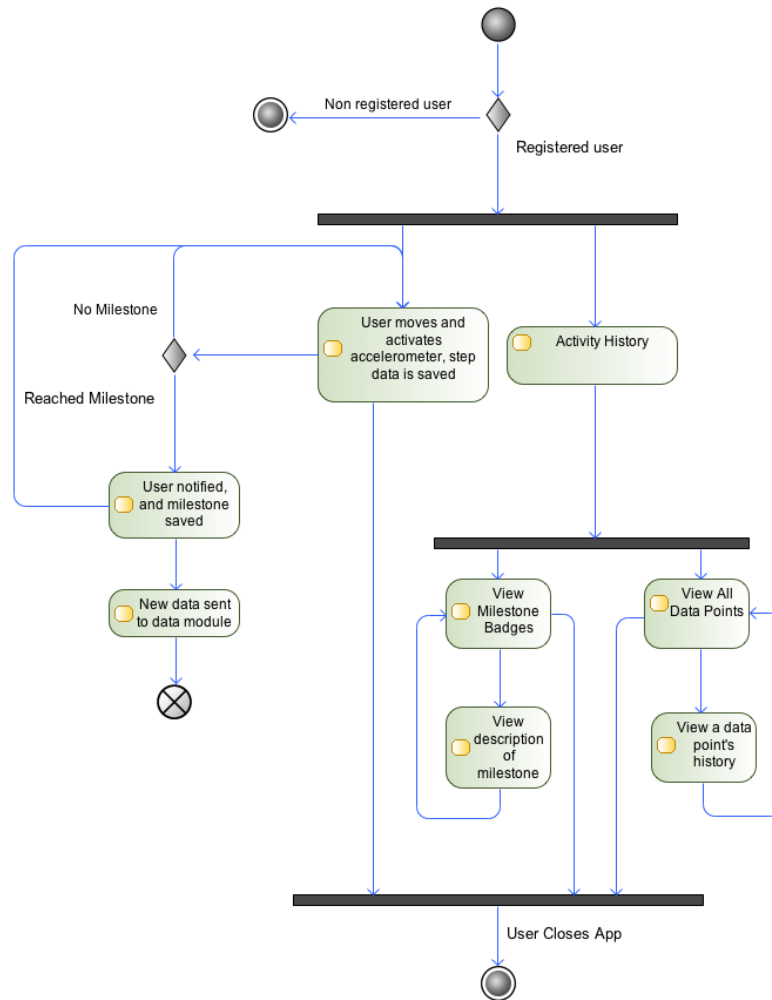 Non registered user
Registered user
No Milestone
User moves and
activates
accelerometer, step
data is saved
Activity History
Reached Milestone
User notified,
and milestone
saved
New data sent
to data module
View
Milestone
Badges
View All
Data Points
View
description
of
milestone
View a data
point's
history
User Closes App